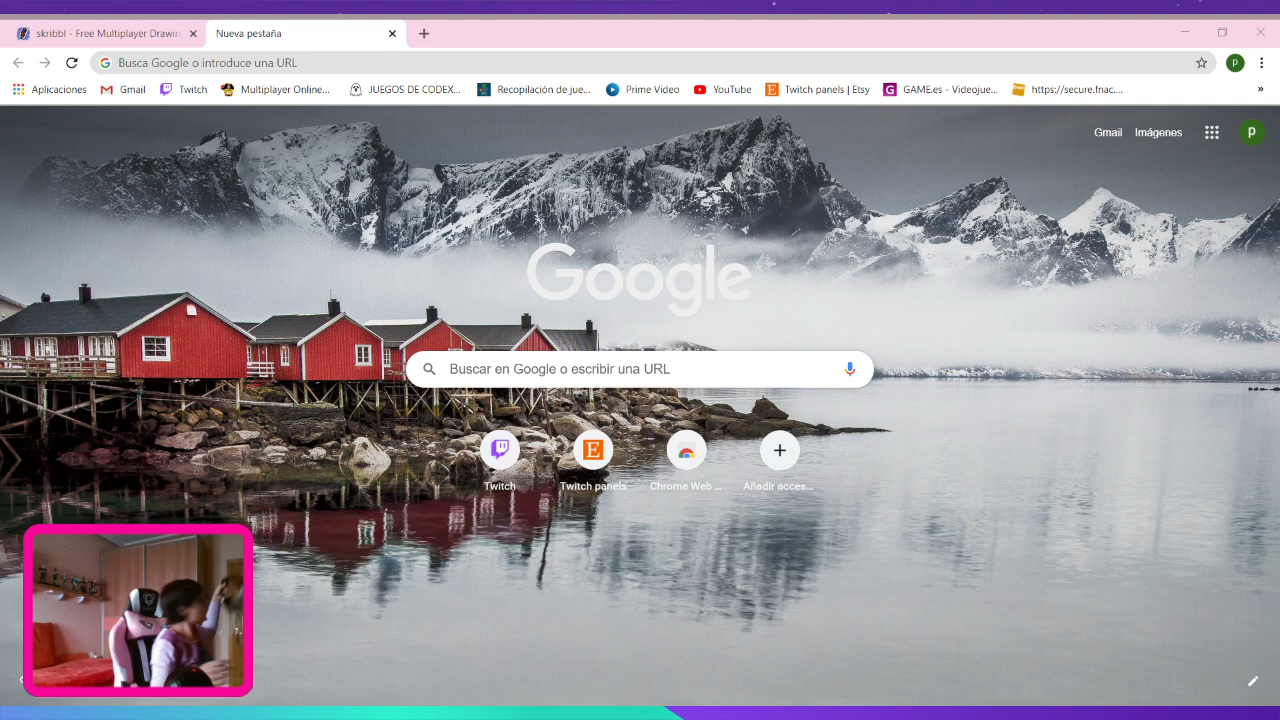 skribbl - Free Multiplayer Drawin
Nueva pestaña
Busca Google o introduce una URL
Aplicaciones
Gmail
Twitch
Multiplayer Online...
JUEGOS DE CODEX...
Recopilación de jue...
Prime Video
YouTube
Twitch panels | Etsy
GAME.es - Videojue...
https://secure.fnac....
»
Gmail
Imágenes
p
Google
Buscar en Google o escribir una URL
Twitch
Twitch panels
Chrome Web ...
Añadir acces...